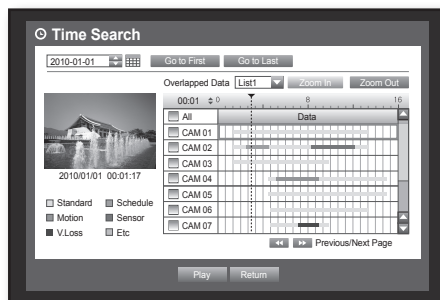 Time Search
2010-01-01 Go to First Go to Last
Overlapped Data List1 Zoom In Zoom Out
00:01 0 8 16
All Data
CAM 01
CAM 02
CAM 03
CAM 04
CAM 05
CAM 06
CAM 07
2010/01/01 00:01:17
Standard Schedule
Motion Sensor
V.Loss Etc
Previous/Next Page
Play Return